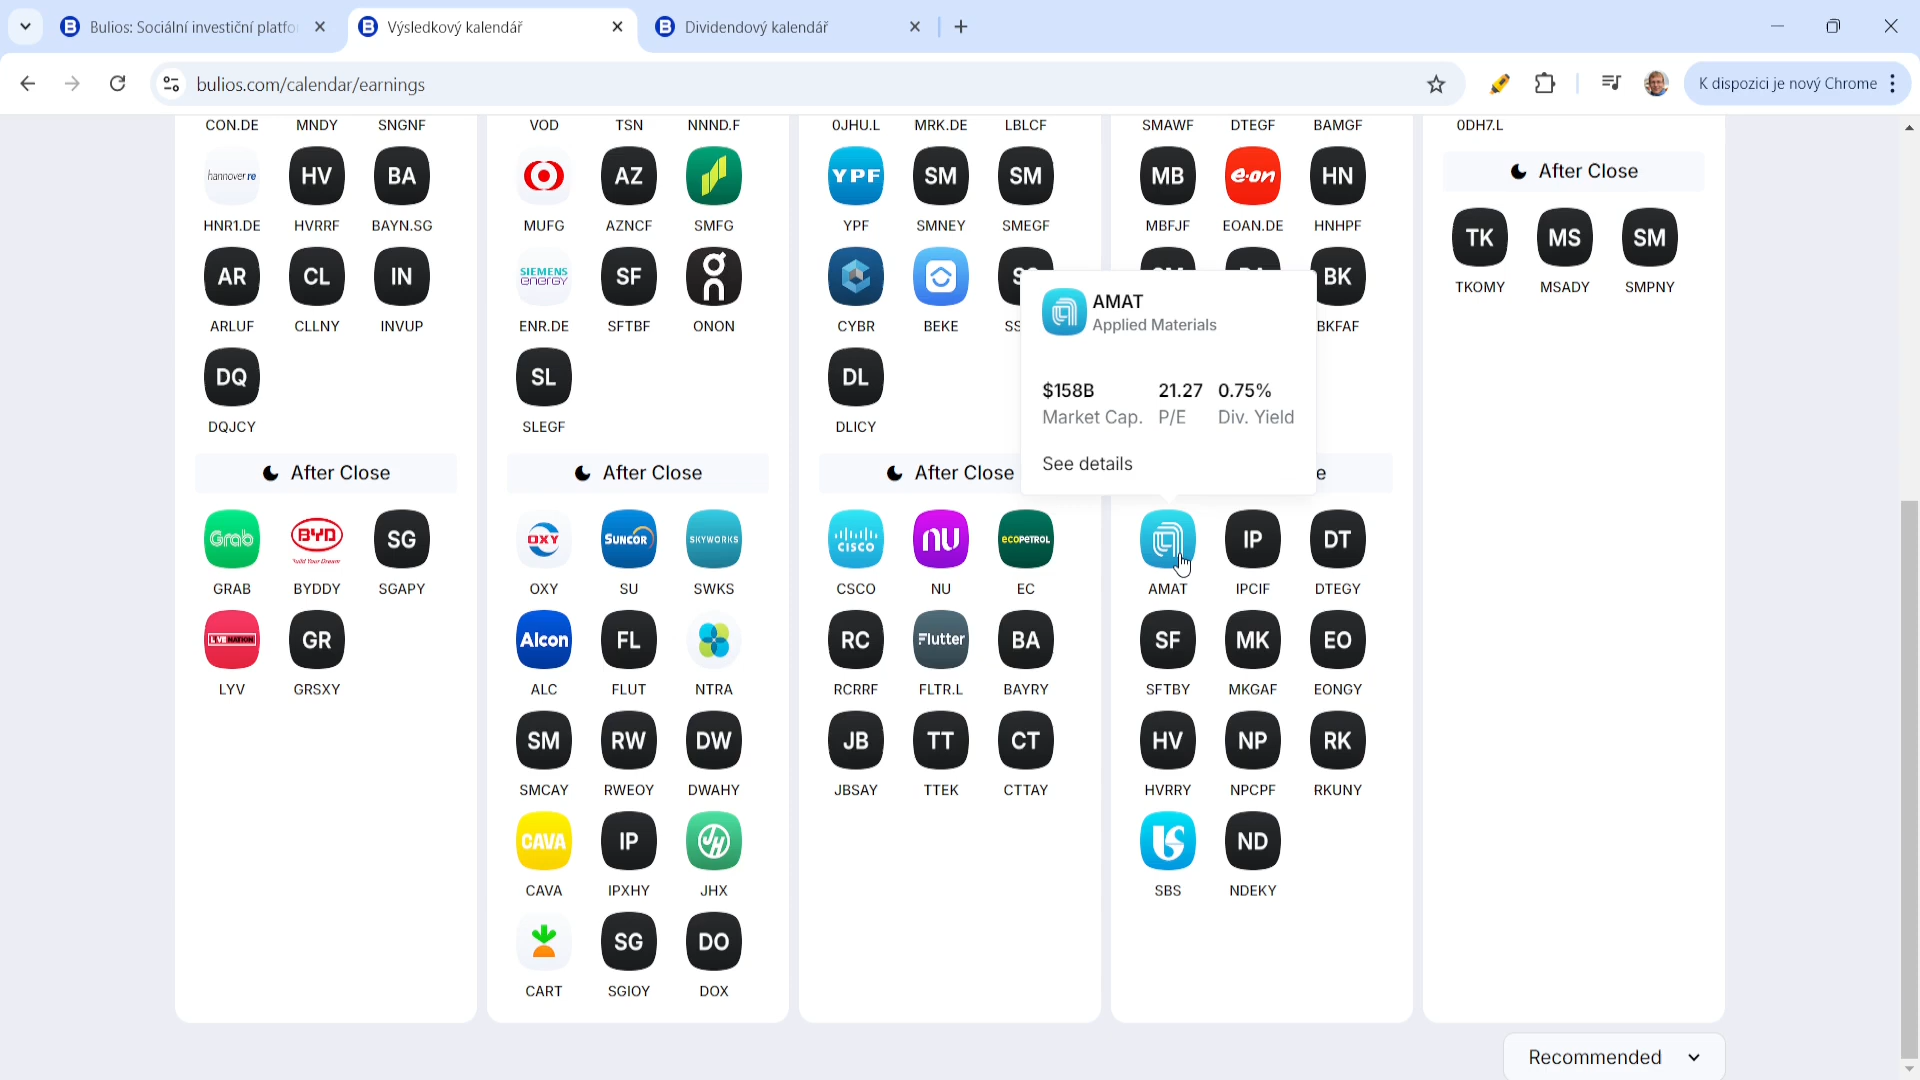 Bulios: Sociální investiční platfo
Výsledkový kalendář
Dividendový kalendář
bulios.com/calendar/earnings
K dispozici je nový Chrome
CON.DE MNDY SNGNF
hannover re HV BA
HNR1.DE HVRRF BAYN.SG
AR CL IN
ARLUF CLLNY INVUP
DQ
DQJCY
After Close
Grab BYD Build Your Dreams SG
GRAB BYDDY SGAPY
LIVE NATION GR
LYV GRSXY
VOD TSN NNND.F
AZ
MUFG AZNCF SMFG
SIEMENS energy SF
ENR.DE SFTBF ONON
SL
SLEGF
After Close
OXY SUNCOR SKYWORKS
OXY SU SWKS
Alcon FL
ALC FLUT NTRA
SM RW DW
SMCAY RWEOY DWAHY
CAVA IP JH
CAVA IPXHY JHX
SG DO
CART SGIOY DOX
0JHU.L MRK.DE LBLCF
YPF SM SM
YPF SMNEY SMEGF
CYBR BEKE SS
DL
DLICY
After Close
cisco nu ecopetrol
CSCO NU EC
RC Flutter BA
RCRRF FLTR.L BAYRY
JB TT CT
JBSAY TTEK CTTAY
SMAWF DTEGF BAMGF
MB e·on HN
MBFJF EOAN.DE HNHPF
BK
BKFAF
AMAT
Applied Materials
$158B 21.27 0.75%
Market Cap. P/E Div. Yield
See details
e
IP DT
AMAT IPCIF DTEGY
SF MK EO
SFTBY MKGAF EONGY
HV NP RK
HVRRY NPCPF RKUNY
ND
SBS NDEKY
0DH7.L
After Close
TK MS SM
TKOMY MSADY SMPNY
Recommended